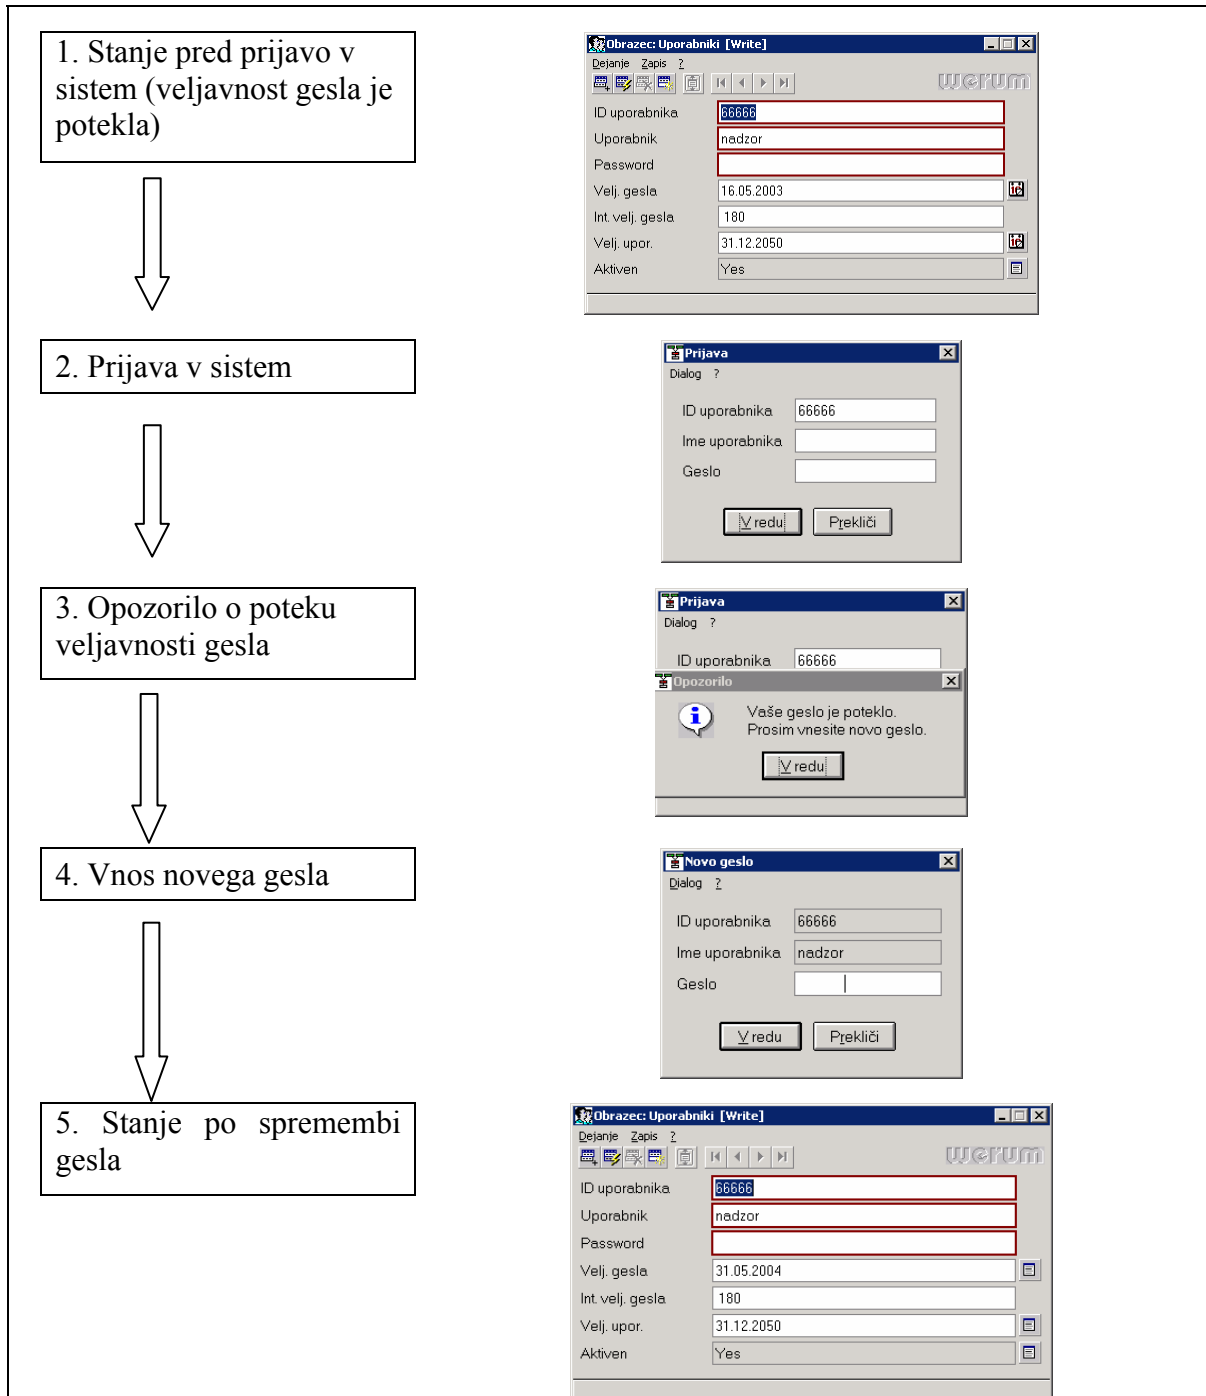 1. Stanje pred prijavo v
sistem (veljavnost gesla je
potekla)
Obrazec: Uporabniki [Write]
Dejanje Zapis ?
werum
ID uporabnika 66666
Uporabnik nadzor
Password
Velj. gesla 16.05.2003
Int. velj. gesla 180
Velj. upor. 31.12.2050
Aktiven Yes
2. Prijava v sistem
Prijava
Dialog ?
ID uporabnika 66666
Ime uporabnika
Geslo
V redu Prekliči
3. Opozorilo o poteku
veljavnosti gesla
Prijava
Dialog ?
ID uporabnika 66666
Opozorilo
Vaše geslo je poteklo.
Prosim vnesite novo geslo.
V redu
4. Vnos novega gesla
Novo geslo
Dialog ?
ID uporabnika 66666
Ime uporabnika nadzor
Geslo
V redu Prekliči
5. Stanje po spremembi
gesla
Obrazec: Uporabniki [Write]
Dejanje Zapis ?
werum
ID uporabnika 66666
Uporabnik nadzor
Password
Velj. gesla 31.05.2004
Int. velj. gesla 180
Velj. upor. 31.12.2050
Aktiven Yes